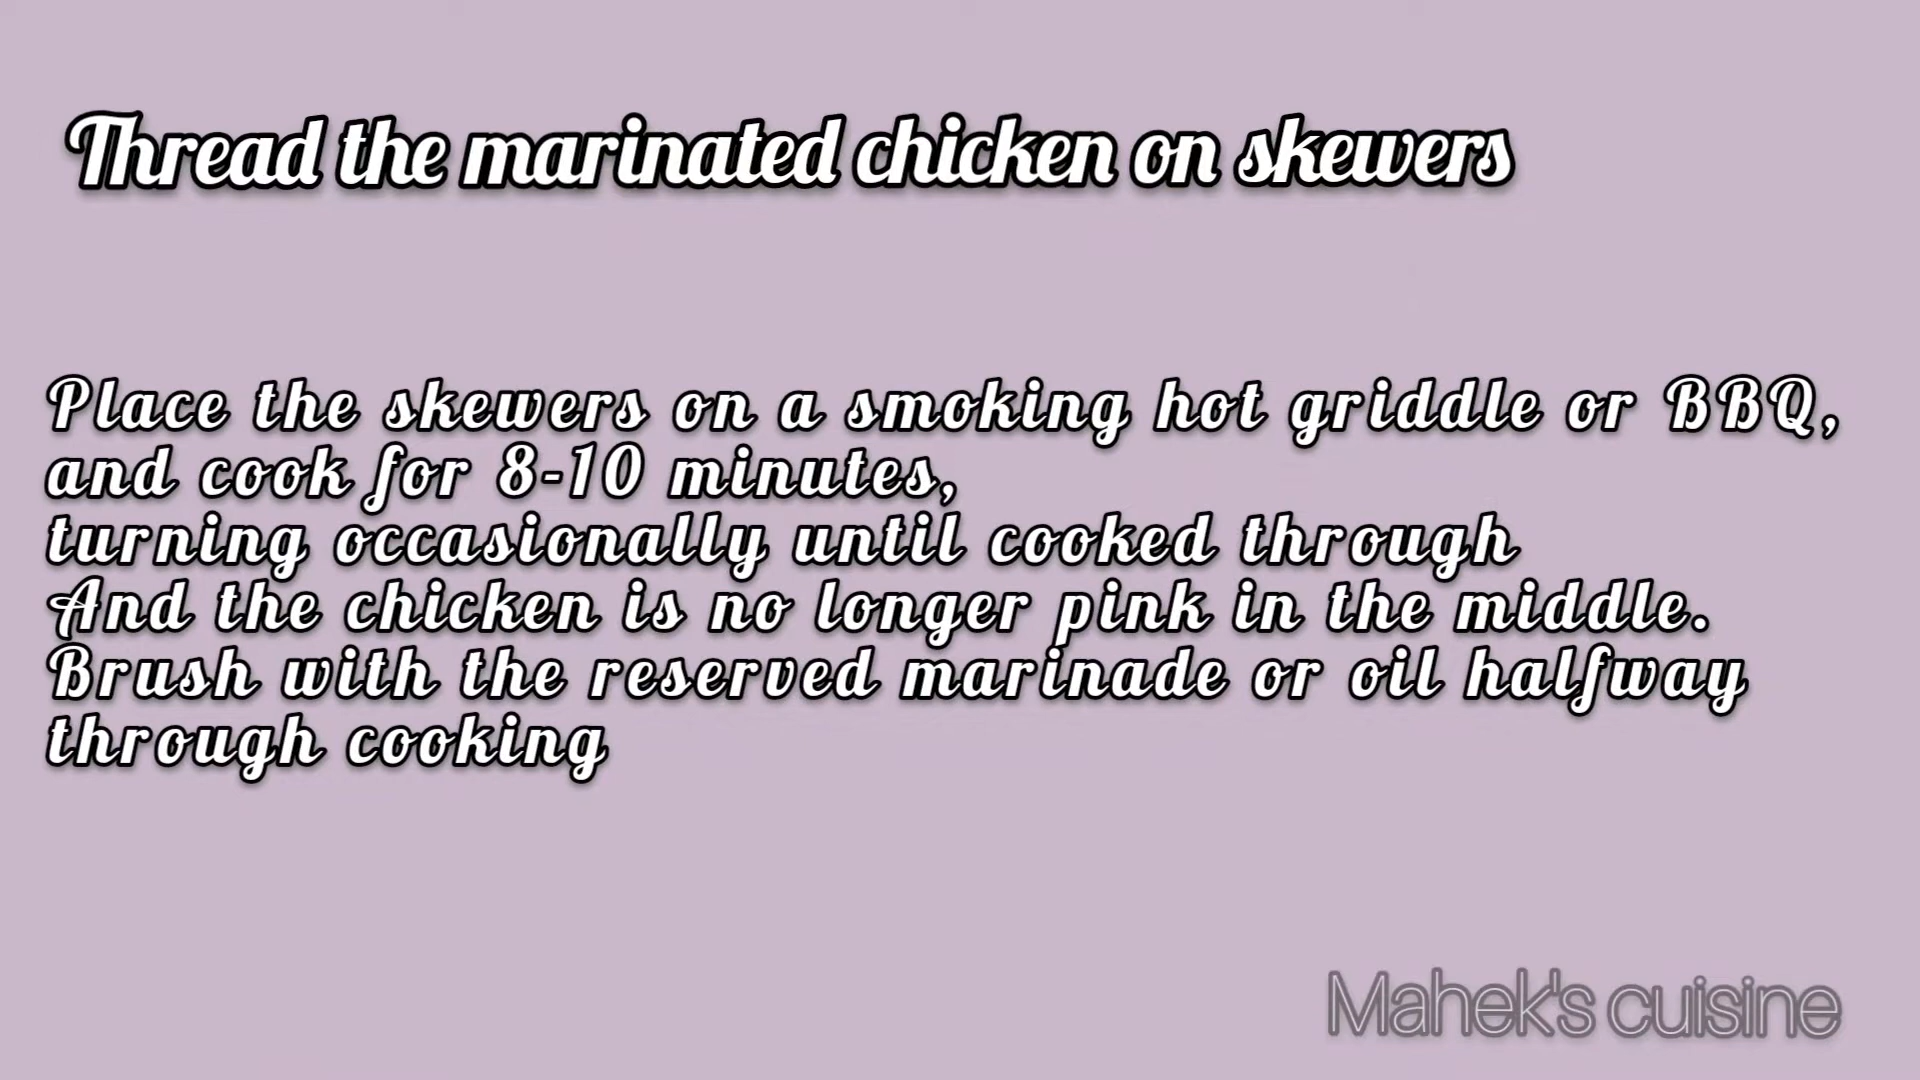 Thread the marinated chicken on skewers
Place the skewers on a smoking hot griddle or BBQ,
and cook for 8-10 minutes,
turning occasionally until cooked through
And the chicken is no longer pink in the middle.
Brush with the reserved marinade or oil halfway
through cooking
Mahek's cuisine